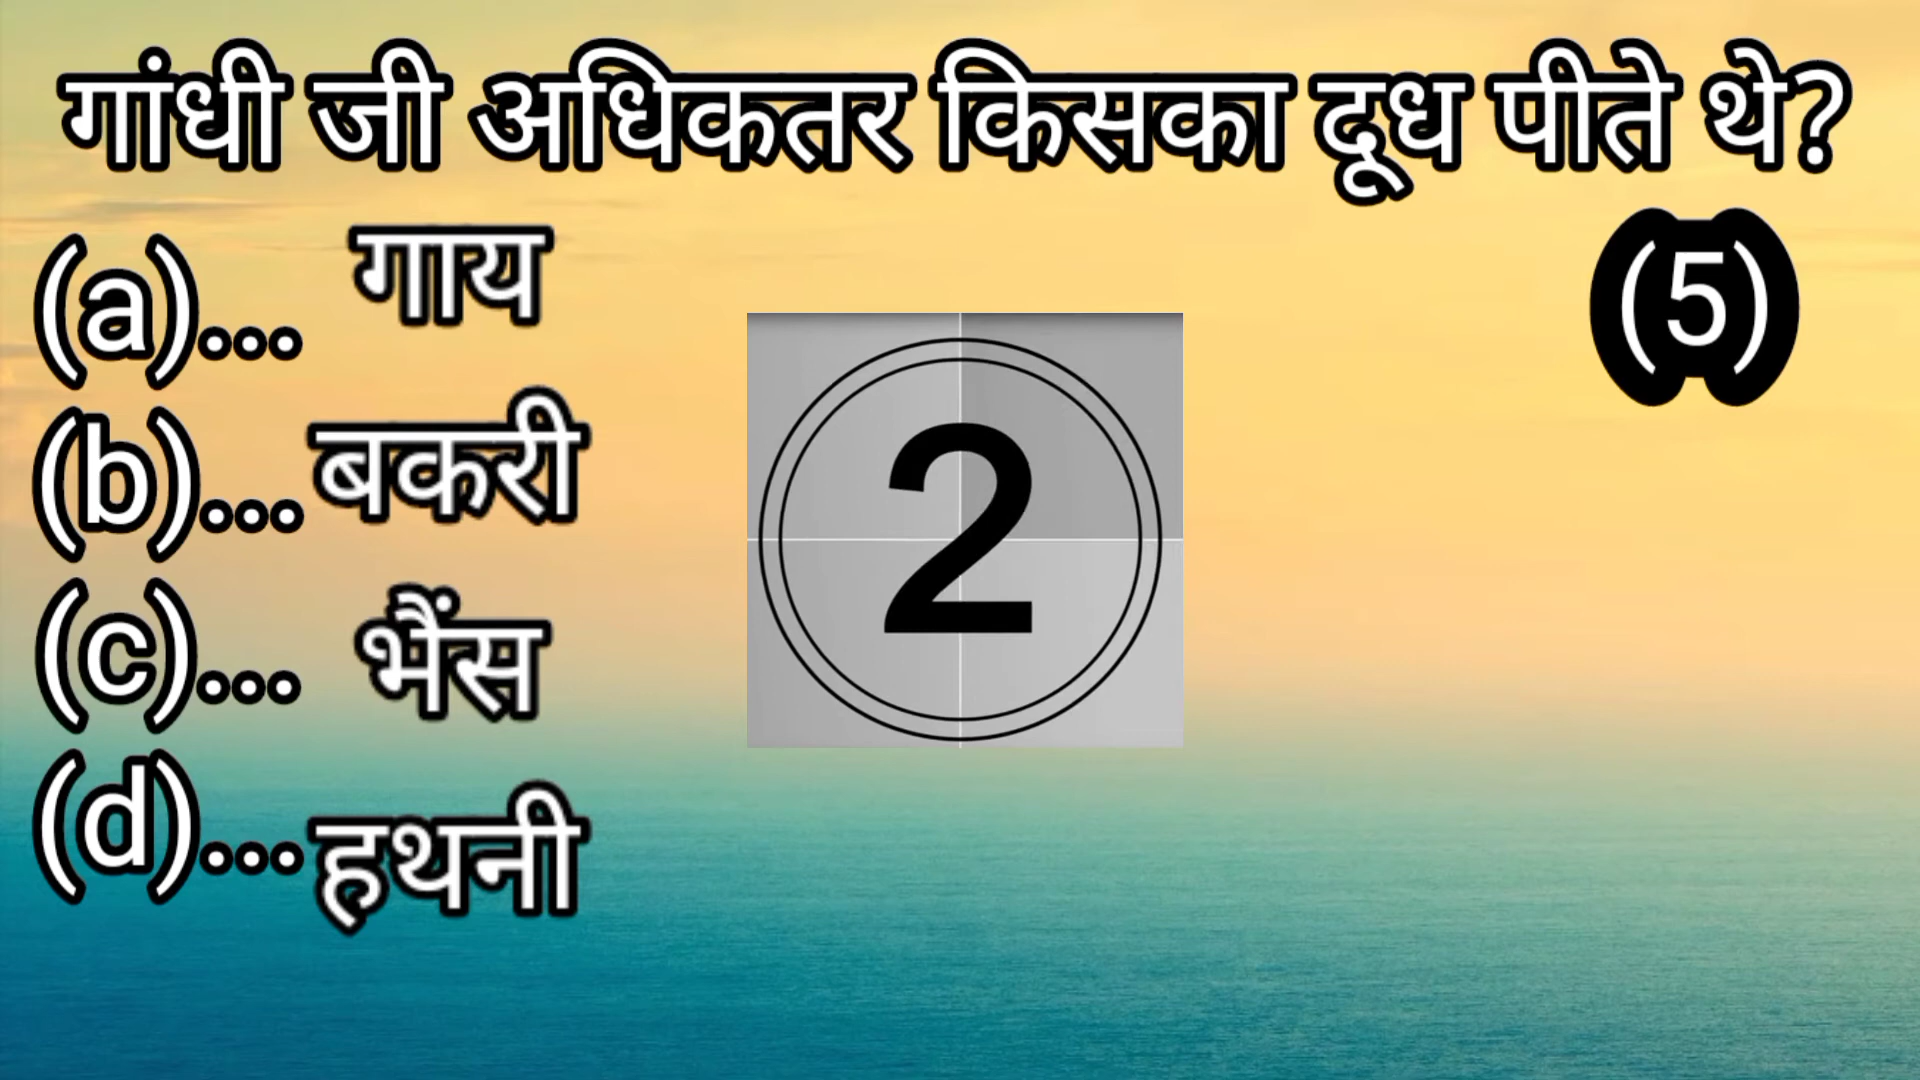 गांधी जी अधिकतर किसका दूध पीते थे?
(5)
(a)... गाय
(b)... बकरी
(c)... भैंस
(d)... हथनी
2